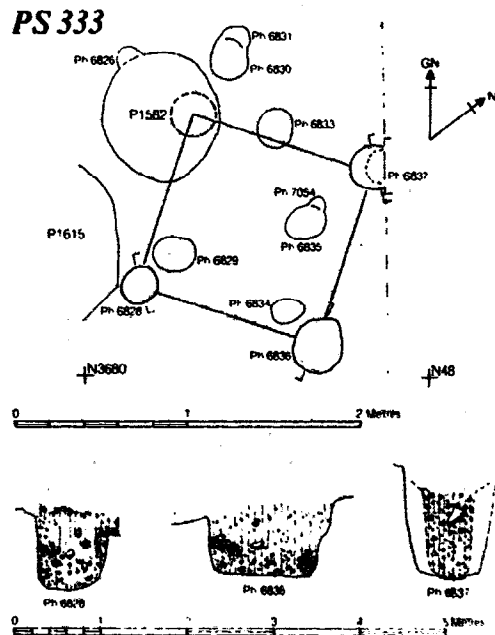 PS 333
Ph 6826
Ph 6831
Ph 6830
GN
N
P1582
Ph 6833
Ph 6837
Ph 7054
Ph 6835
P1615
Ph 6829
Ph 6828
Ph 6834
Ph 6836
N3680
N48
0 1 2 Metres
Ph 6828
Ph 6836
Ph 6837
0 1 2 3 4 Metres